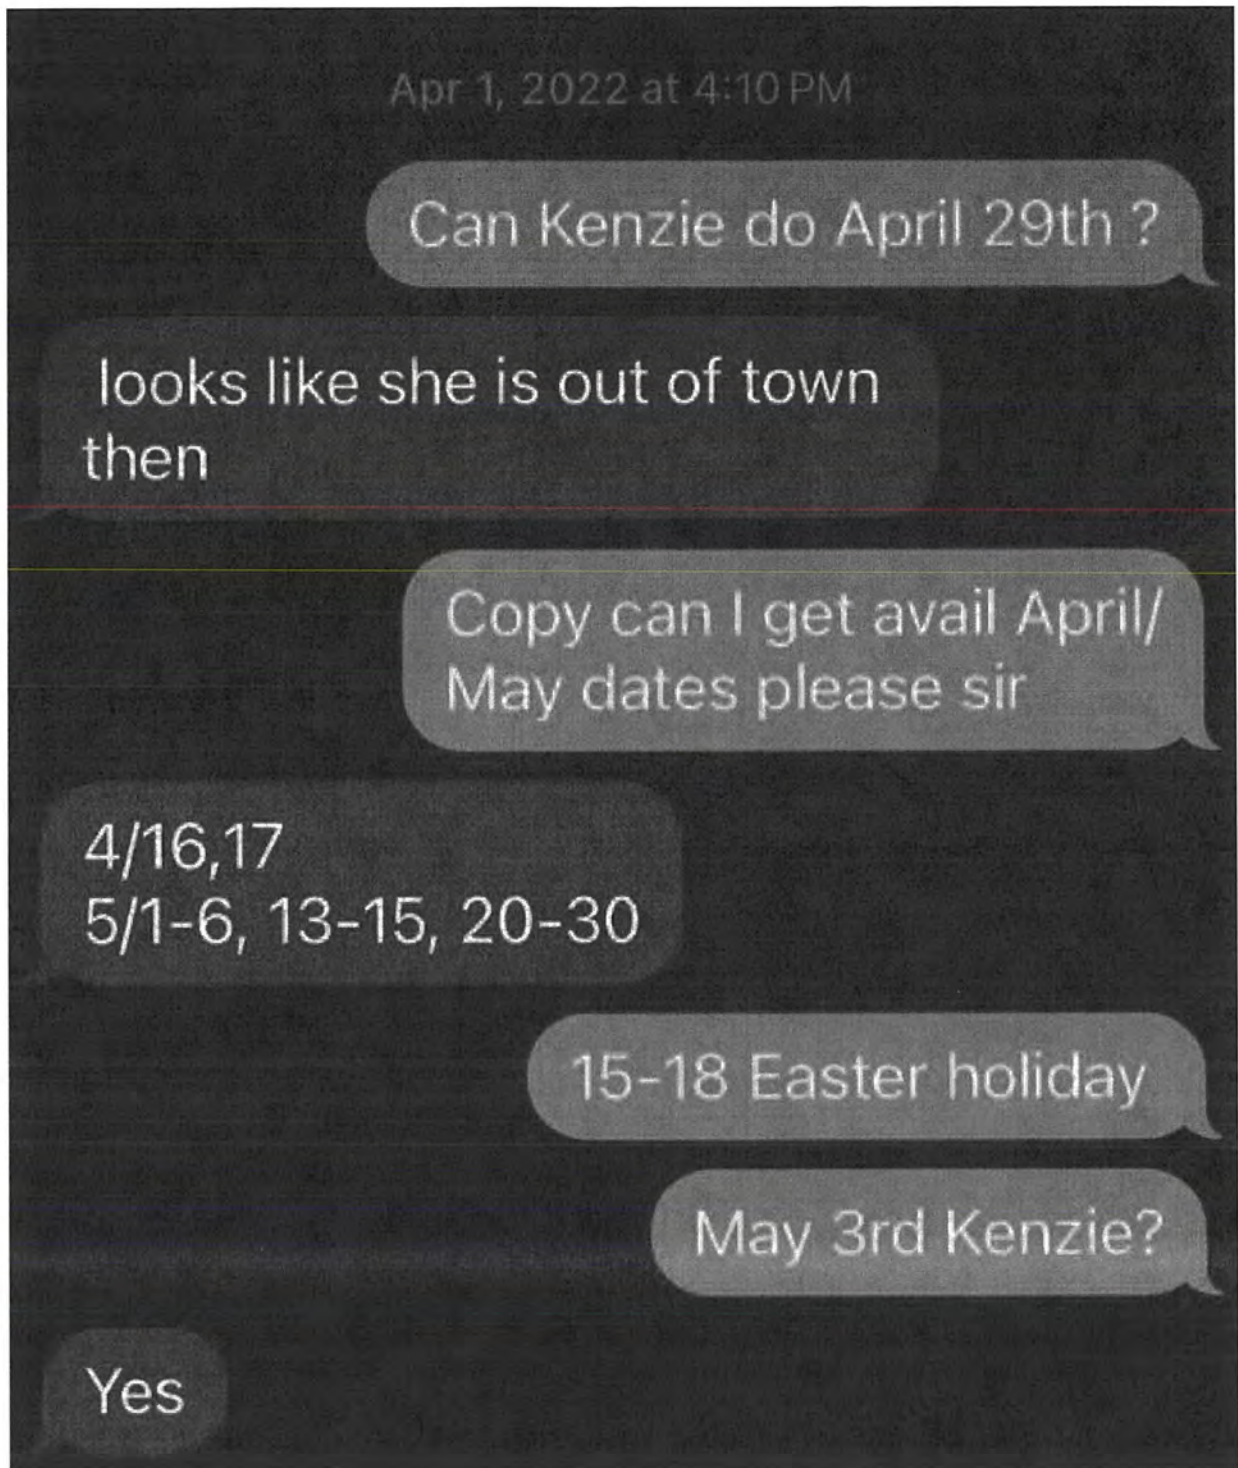 Apr 1, 2022 at 4:10 PM
Can Kenzie do April 29th ?
looks like she is out of town
then
Copy can I get avail April/
May dates please sir
4/16,17
5/1-6, 13-15, 20-30
15-18 Easter holiday
May 3rd Kenzie?
Yes